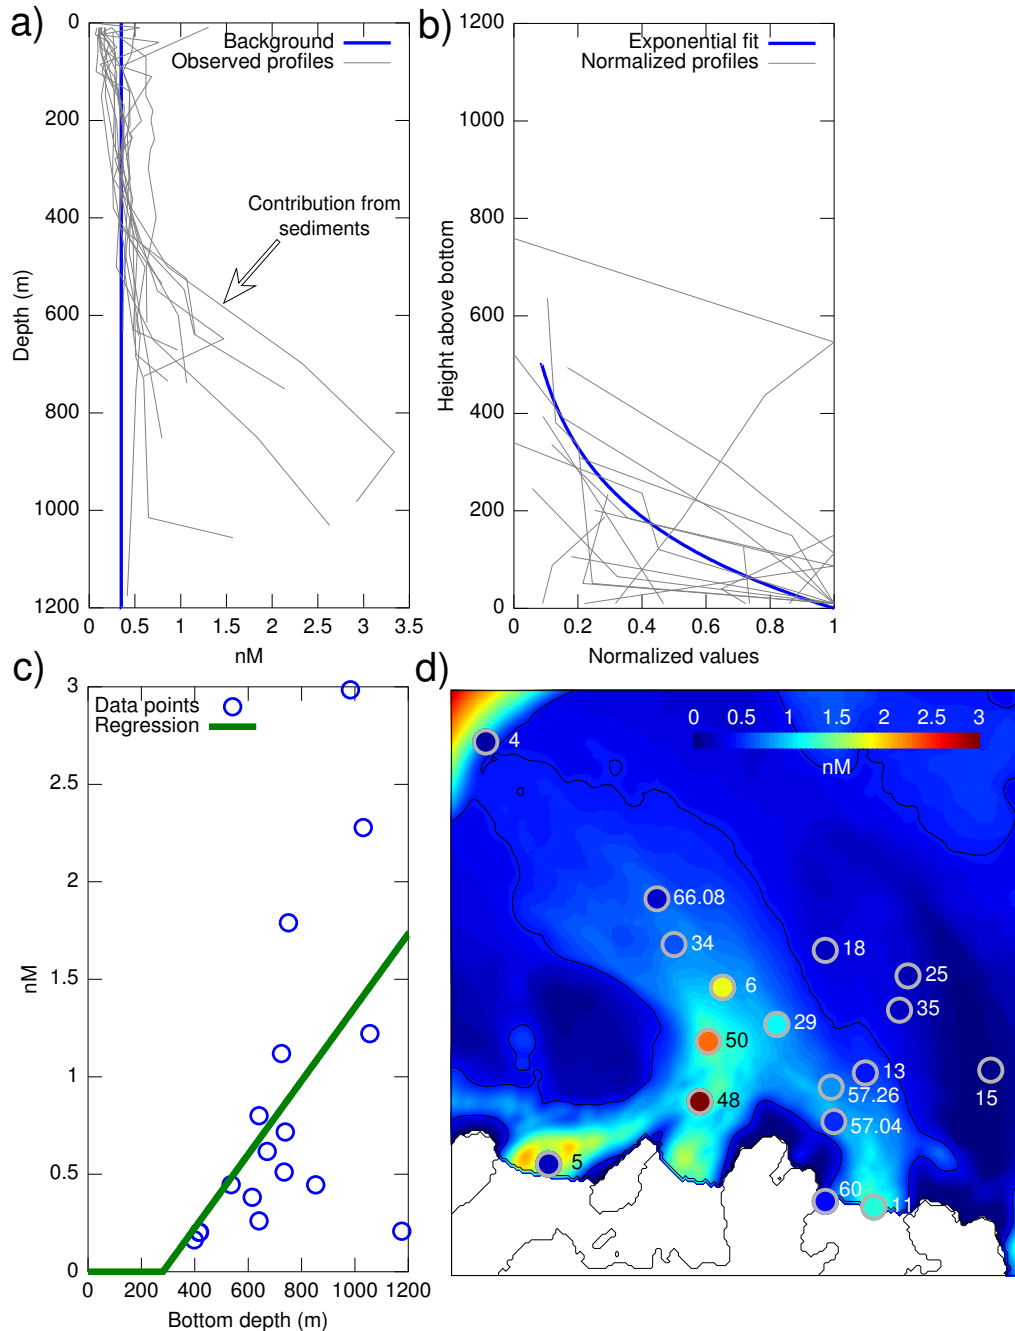 a)
Background
Observed profiles
Contribution from
sediments
Depth (m)
0
200
400
600
800
1000
1200
0 0.5 1 1.5 2 2.5 3 3.5
nM
b)
Exponential fit
Normalized profiles
Height above bottom
1200
1000
800
600
400
200
0
0 0.2 0.4 0.6 0.8 1
Normalized values
c)
Data points
Regression
nM
3
2.5
2
1.5
1
0.5
0
0 200 400 600 800 1000 1200
Bottom depth (m)
d)
0 0.5 1 1.5 2 2.5 3
nM
4
66.08
34
18
25
6
35
29
50
13
15
57.26
48
57.04
5
60
11